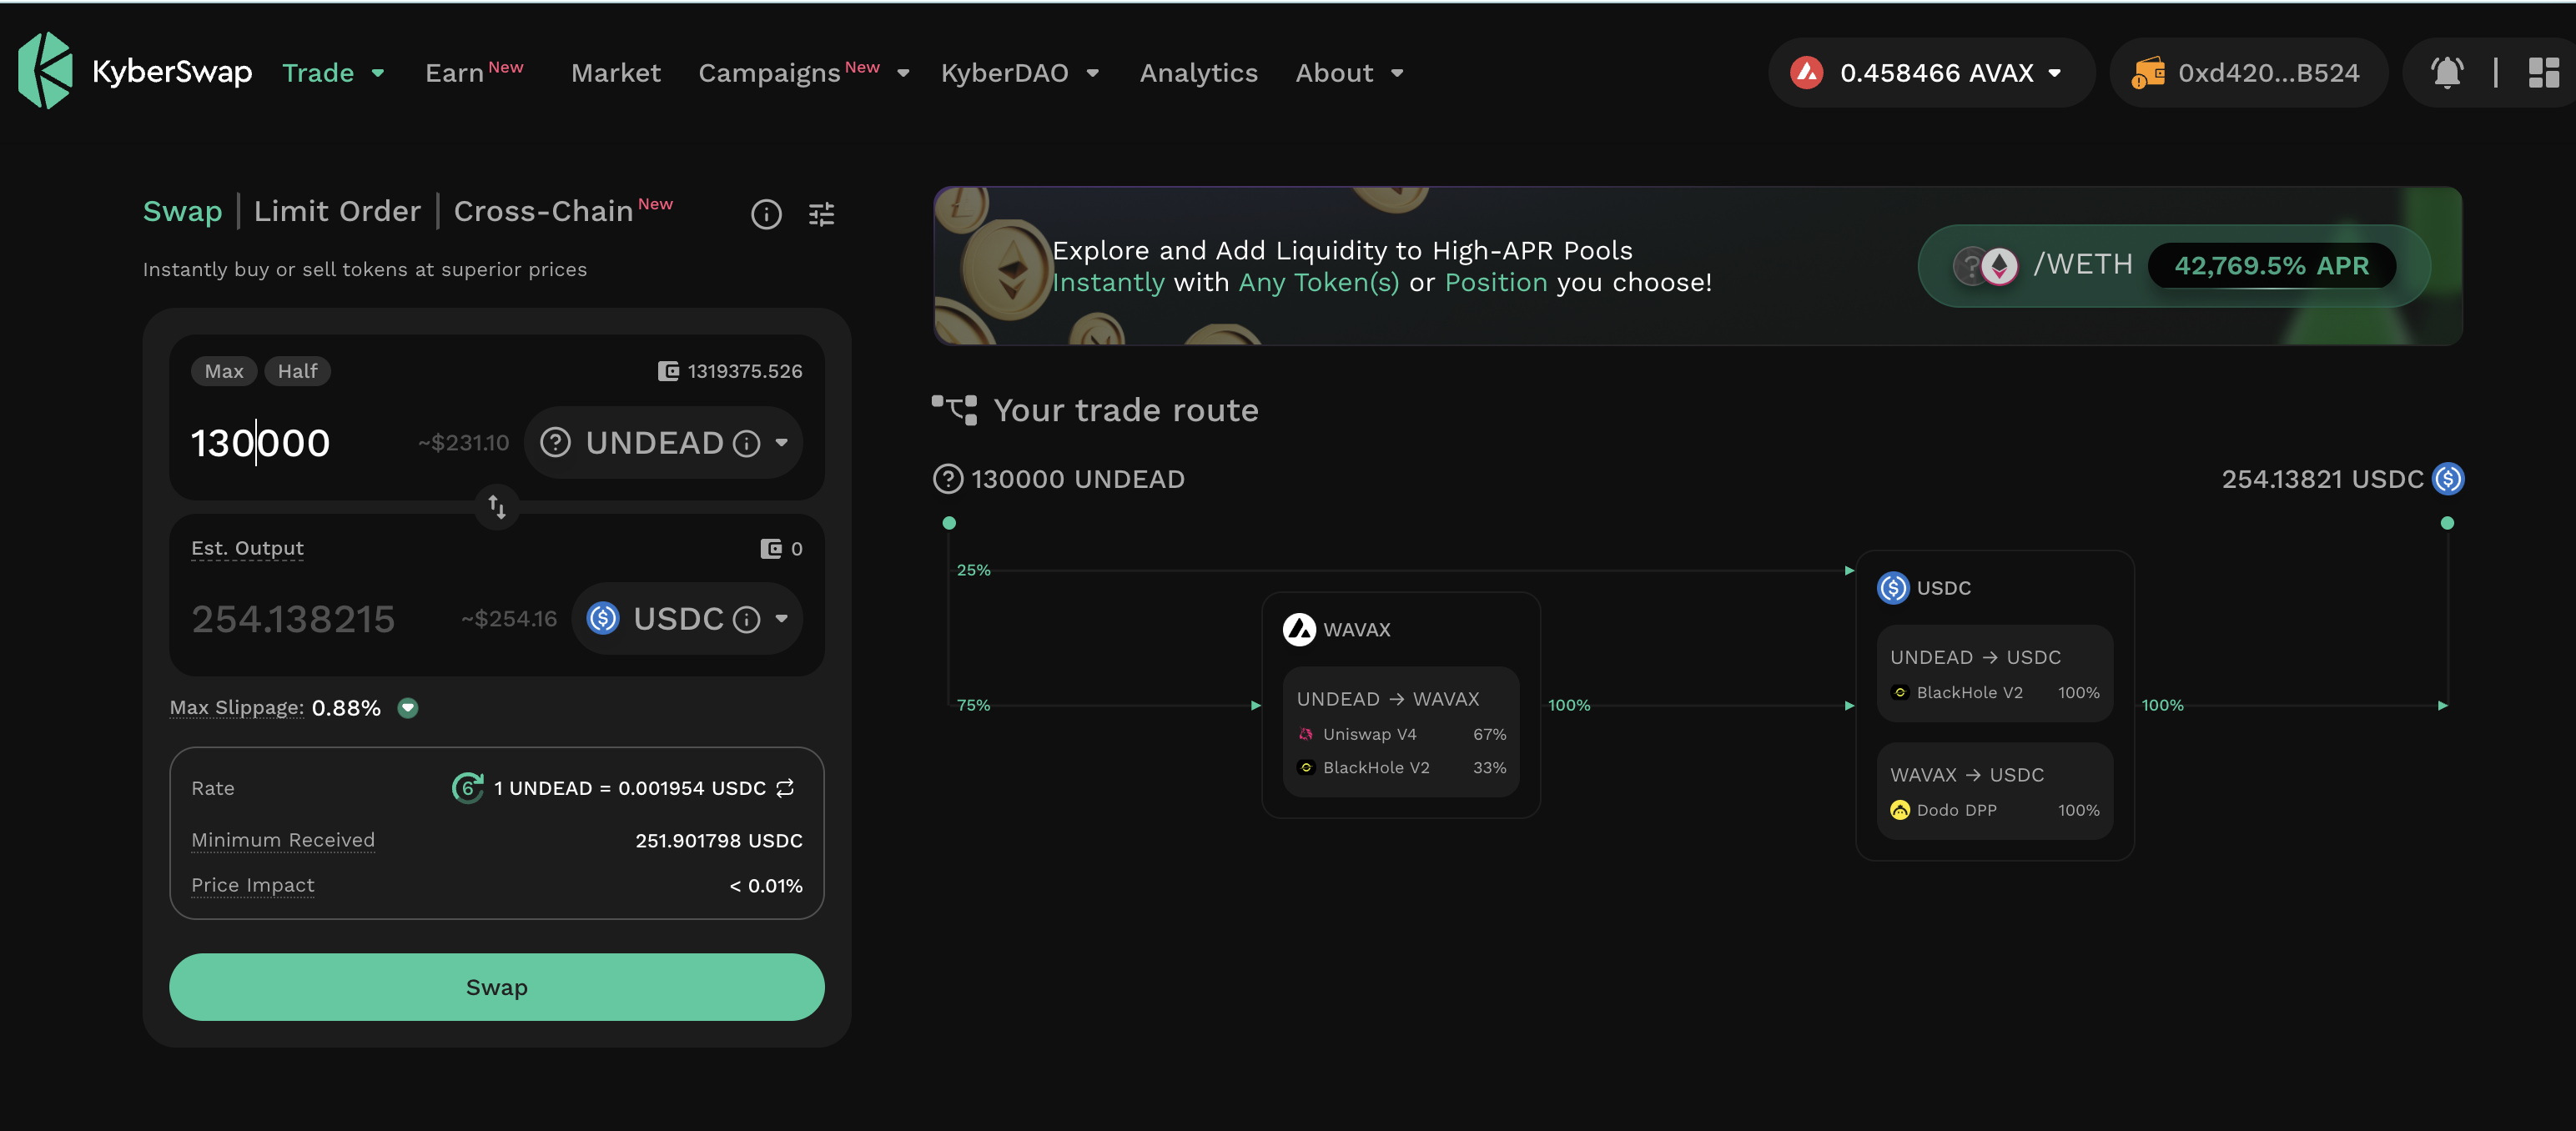 KyberSwap Trade Earn New Market Campaigns New KyberDAO Analytics About 0.458466 AVAX 0xd420...B524
Swap | Limit Order | Cross-Chain New
Instantly buy or sell tokens at superior prices
Max Half 1319375.526
130000 ~$231.10 UNDEAD
Est. Output 0
254.138215 ~$254.16 USDC
Max Slippage: 0.88%
Rate 6 1 UNDEAD = 0.001954 USDC
Minimum Received 251.901798 USDC
Price Impact < 0.01%
Swap
Explore and Add Liquidity to High-APR Pools
Instantly with Any Token(s) or Position you choose!
/WETH 42,769.5% APR
Your trade route
130000 UNDEAD 254.13821 USDC
25%
75%
WAVAX
UNDEAD → WAVAX
Uniswap V4 67%
BlackHole V2 33%
100%
USDC
UNDEAD → USDC
BlackHole V2 100%
WAVAX → USDC
Dodo DPP 100%
100%